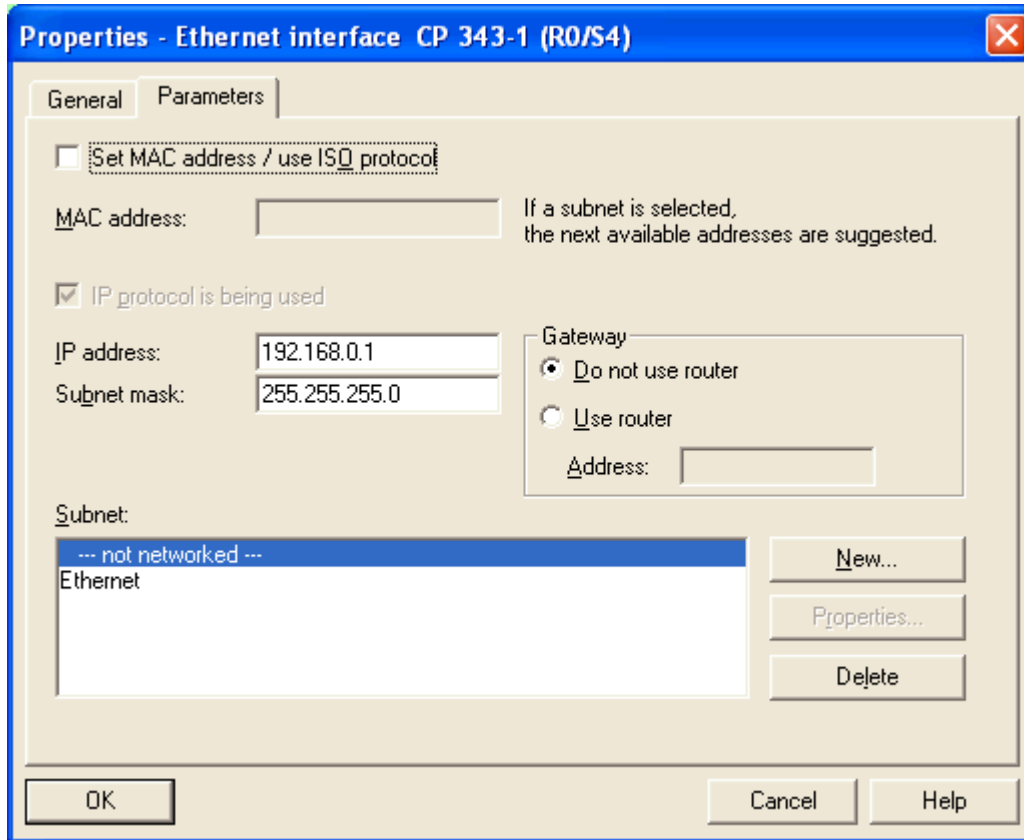 Properties - Ethernet interface CP 343-1 (R0/S4)
General
Parameters
Set MAC address / use ISO protocol
MAC address:
If a subnet is selected,
the next available addresses are suggested.
IP protocol is being used
IP address:
192.168.0.1
Subnet mask:
255.255.255.0
Gateway
Do not use router
Use router
Address:
Subnet:
--- not networked ---
Ethernet
New...
Properties...
Delete
OK
Cancel
Help